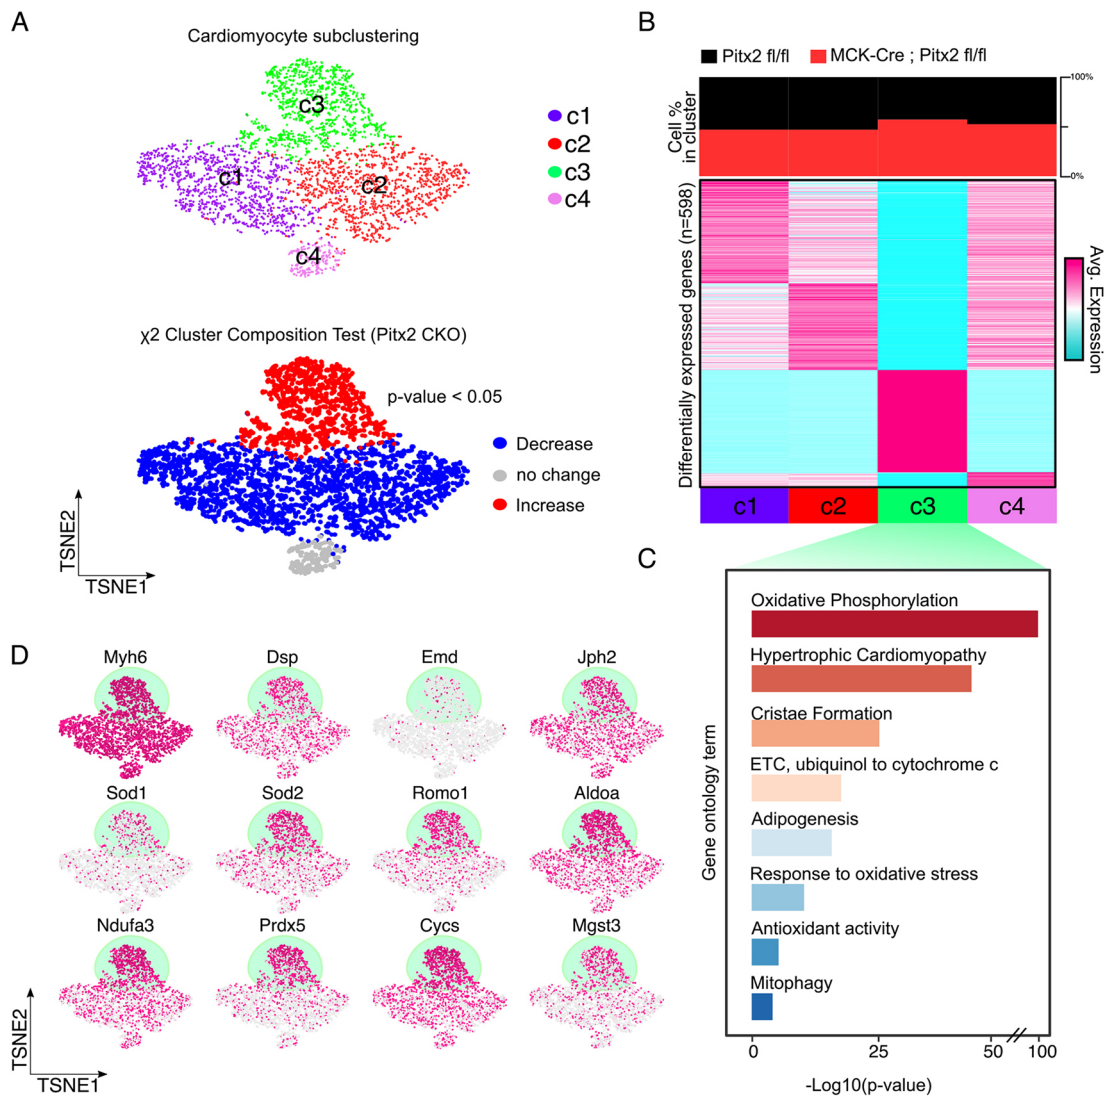 A
Cardiomyocyte subclustering
c3
c1
c2
c4
c1
c2
c3
c4
χ2 Cluster Composition Test (Pitx2 CKO)
p-value < 0.05
Decrease
no change
Increase
TSNE2
TSNE1
B
Pitx2 fl/fl
MCK-Cre ; Pitx2 fl/fl
Cell %
in cluster
100%
0%
Differentially expressed genes (n=598)
Avg. Expression
c1
c2
c3
c4
C
Gene ontology term
Oxidative Phosphorylation
Hypertrophic Cardiomyopathy
Cristae Formation
ETC, ubiquinol to cytochrome c
Adipogenesis
Response to oxidative stress
Antioxidant activity
Mitophagy
0
25
50
100
-Log10(p-value)
D
Myh6
Dsp
Emd
Jph2
Sod1
Sod2
Romo1
Aldoa
Ndufa3
Prdx5
Cycs
Mgst3
TSNE2
TSNE1